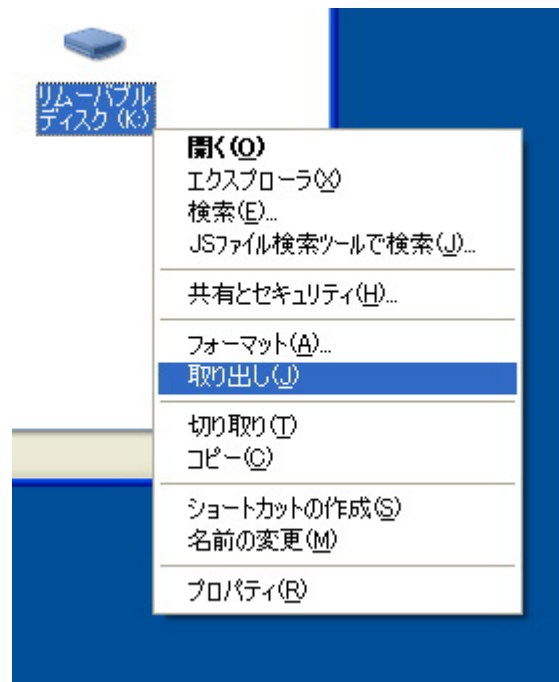 リムーバブル
ディスク (K:)
開く(O)
エクスプローラ(X)
検索(E)...
JSファイル検索ツールで検索(J)...
共有とセキュリティ(H)...
フォーマット(A)...
取り出し(J)
切り取り(T)
コピー(C)
ショートカットの作成(S)
名前の変更(M)
プロパティ(R)